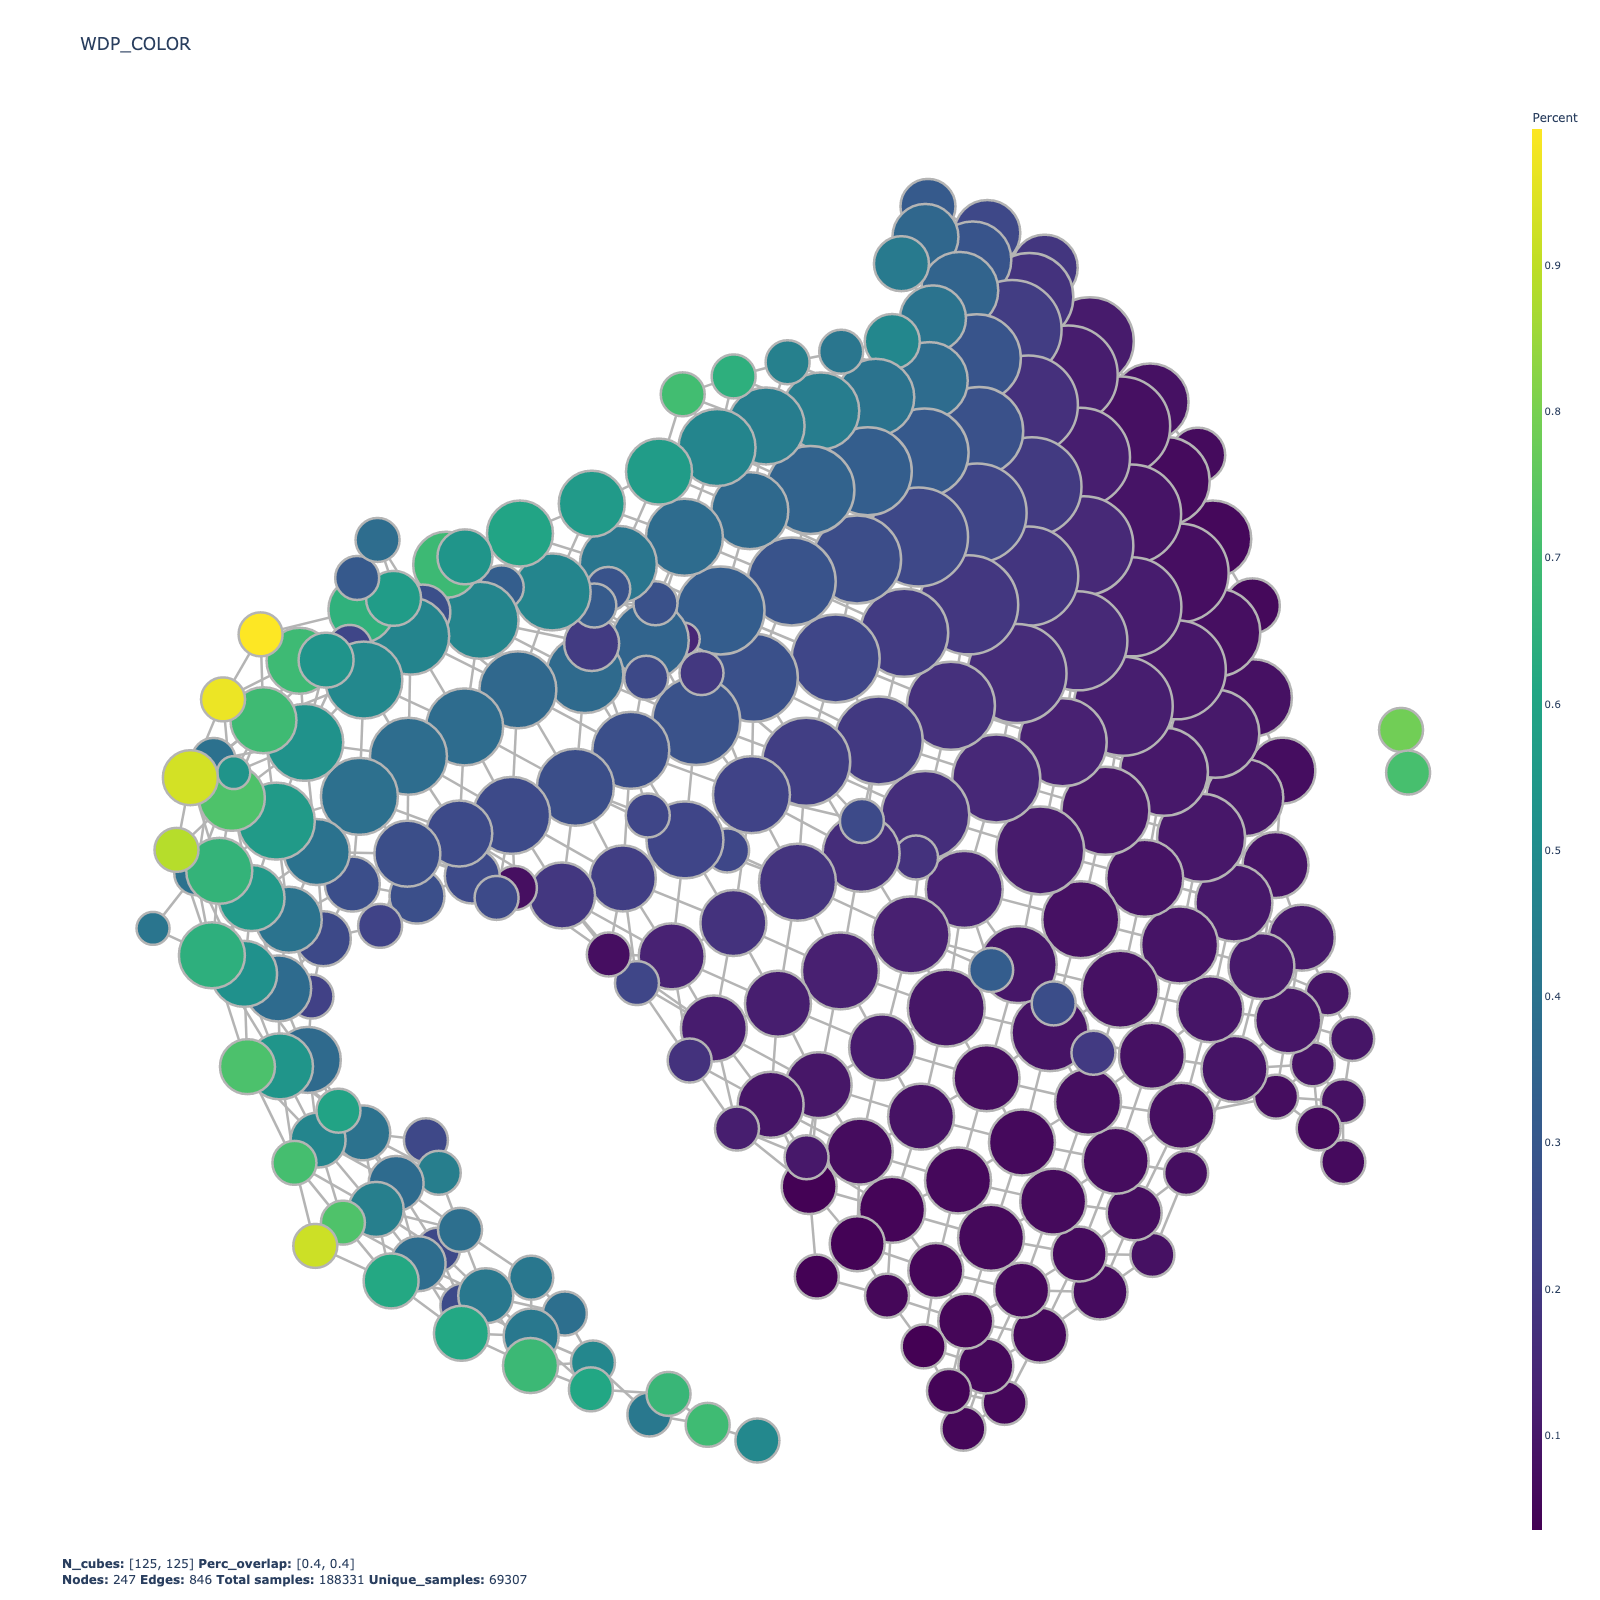 WDP_COLOR
Percent
0.9
0.8
0.7
0.6
0.5
0.4
0.3
0.2
0.1
N_cubes: [125, 125] Perc_overlap: [0.4, 0.4]
Nodes: 247 Edges: 846 Total samples: 188331 Unique_samples: 69307